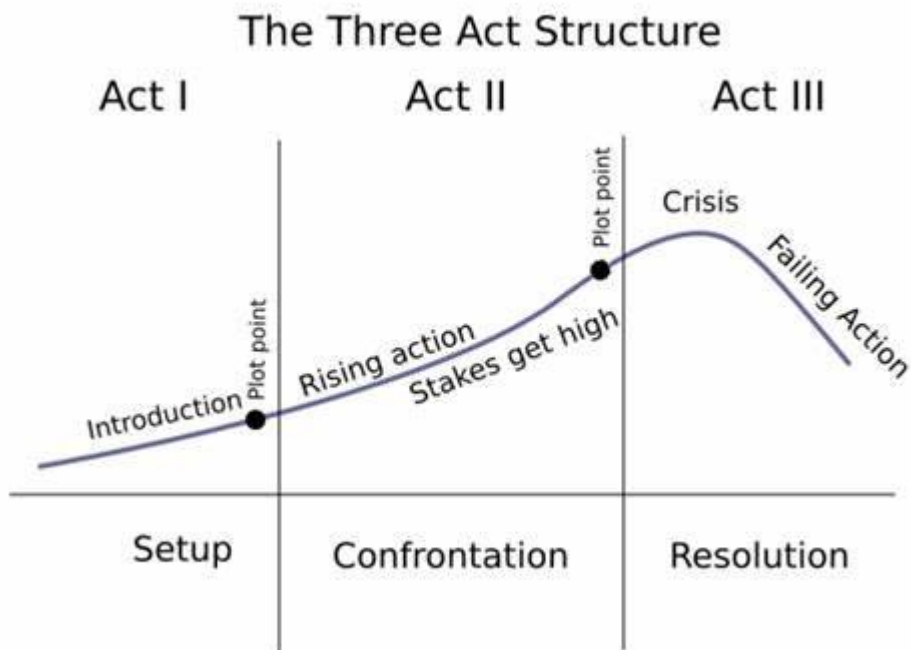 The Three Act Structure
Act I
Act II
Act III
Introduction
Plot point
Rising action
Stakes get high
Plot point
Crisis
Failing Action
Setup
Confrontation
Resolution